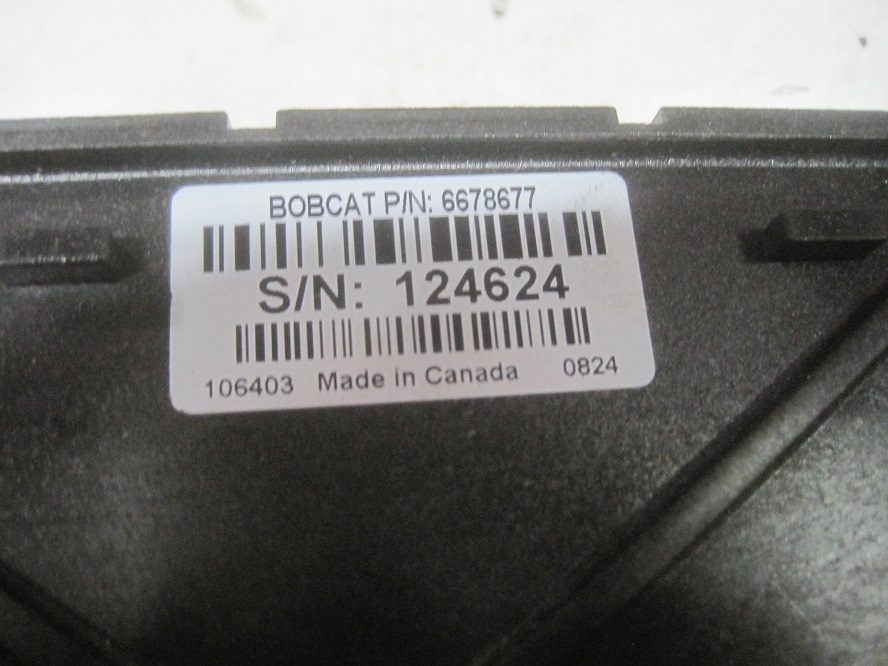 BOBCAT P/N: 6678677
S/N: 124624
106403 Made in Canada 0824